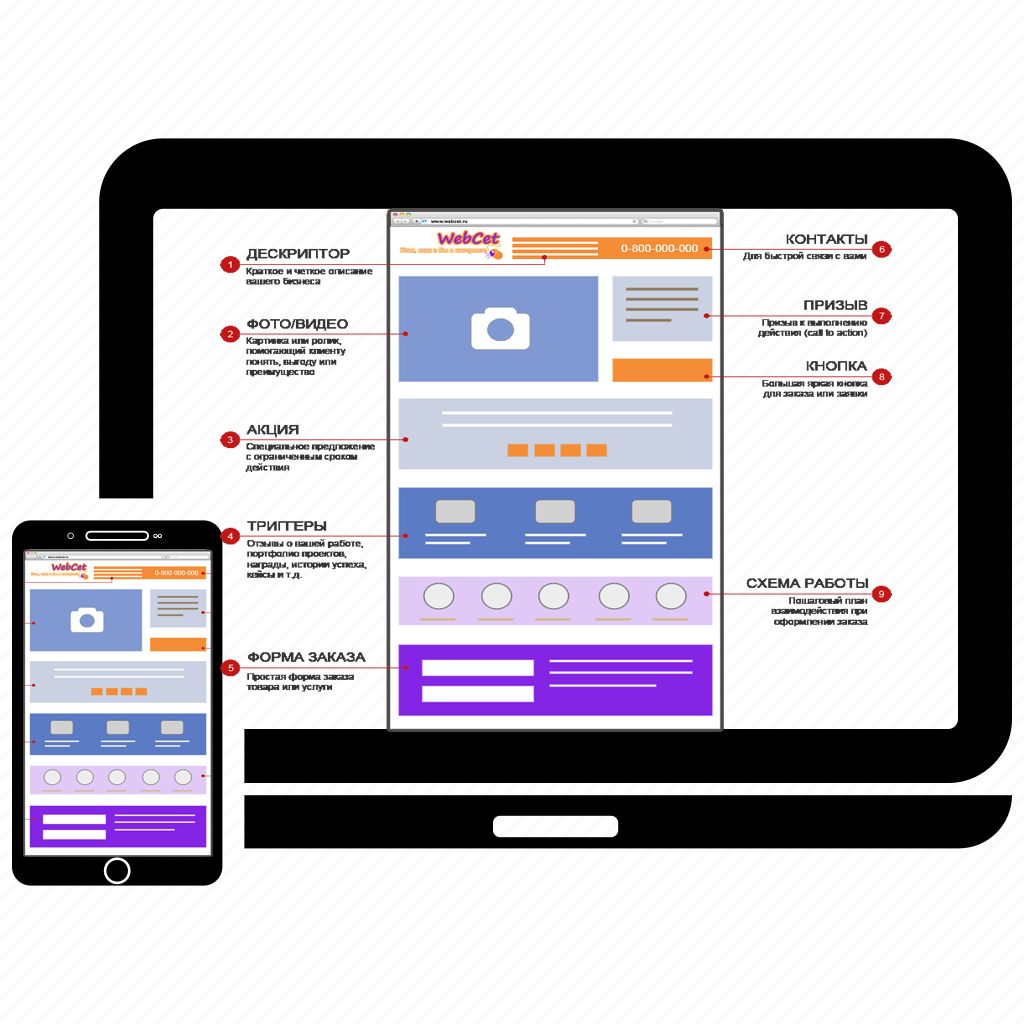 www.webcet.ru
WebCet
0-800-000-000
1
ДЕСКРИПТОР
Краткое и четкое описание
вашего бизнеса
2
ФОТО/ВИДЕО
Картинка или ролик,
помогающий клиенту
понять, выгоду или
преимущество
3
АКЦИЯ
Специальное предложение
с ограниченным сроком
действия
4
ТРИГГЕРЫ
Отзывы о вашей работе,
портфолио проектов,
награды, истории успеха,
кейсы и т.д.
5
ФОРМА ЗАКАЗА
Простая форма заказа
товара или услуги
КОНТАКТЫ
6
Для быстрой связи с вами
ПРИЗЫВ
7
Призыв к выполнению
действия (call to action)
КНОПКА
8
Большая яркая кнопка
для заказа или заявки
СХЕМА РАБОТЫ
9
Пошаговый план
взаимодействия при
оформлении заказа
WebCet
0-800-000-000